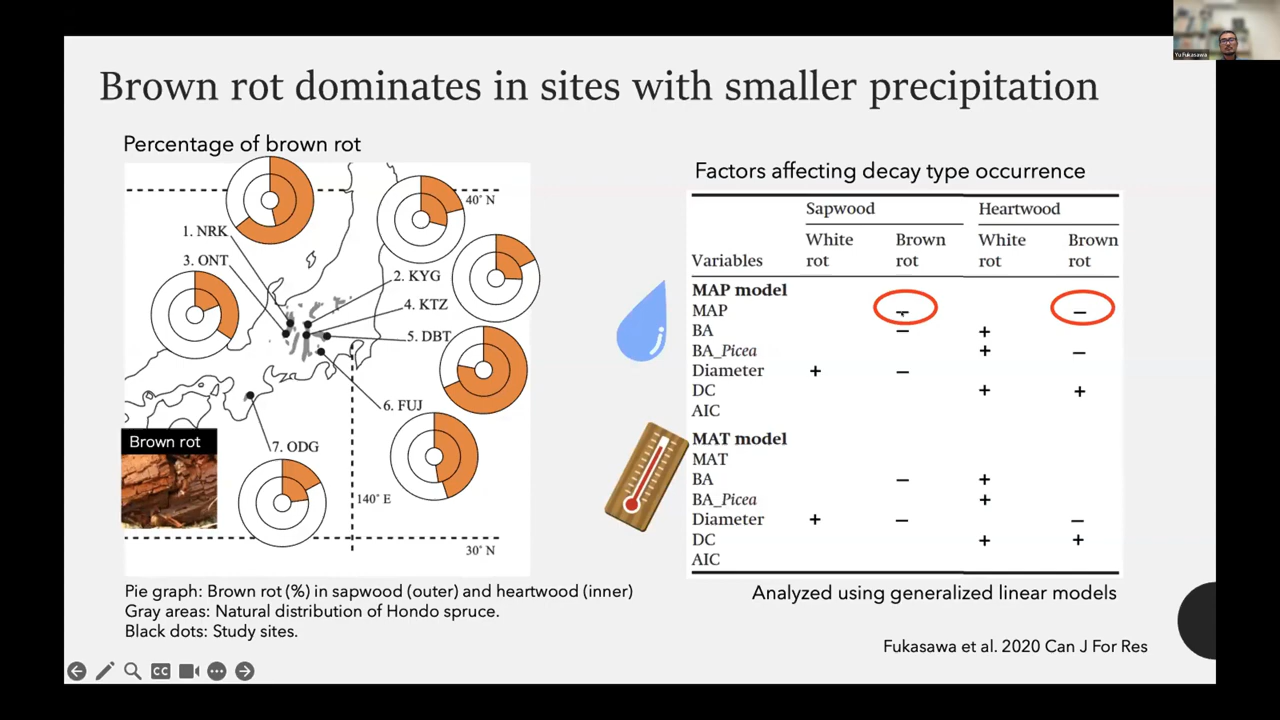 Yu Fukasawa
Brown rot dominates in sites with smaller precipitation
Percentage of brown rot
40° N
1. NRK
3. ONT
2. KYG
4. KTZ
5. DBT
6. FUJ
7. ODG
Brown rot
140° E
30° N
Pie graph: Brown rot (%) in sapwood (outer) and heartwood (inner)
Gray areas: Natural distribution of Hondo spruce.
Black dots: Study sites.
Factors affecting decay type occurrence
Sapwood Heartwood
White Brown White Brown
Variables rot rot rot rot
MAP model
MAP – –
BA – +
BA_Picea + –
Diameter + –
DC + +
AIC
MAT model
MAT
BA – +
BA_Picea +
Diameter + – –
DC + +
AIC
Analyzed using generalized linear models
Fukasawa et al. 2020 Can J For Res
CC